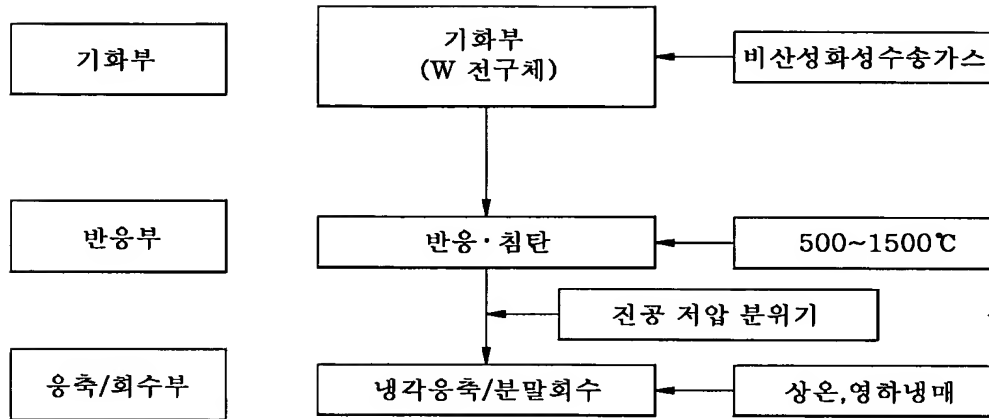 기화부
기화부
(W 전구체)
비산성화성수송가스
반응부
반응·침탄
500~1500℃
진공 저압 분위기
응축/회수부
냉각응축/분말회수
상온,영하냉매